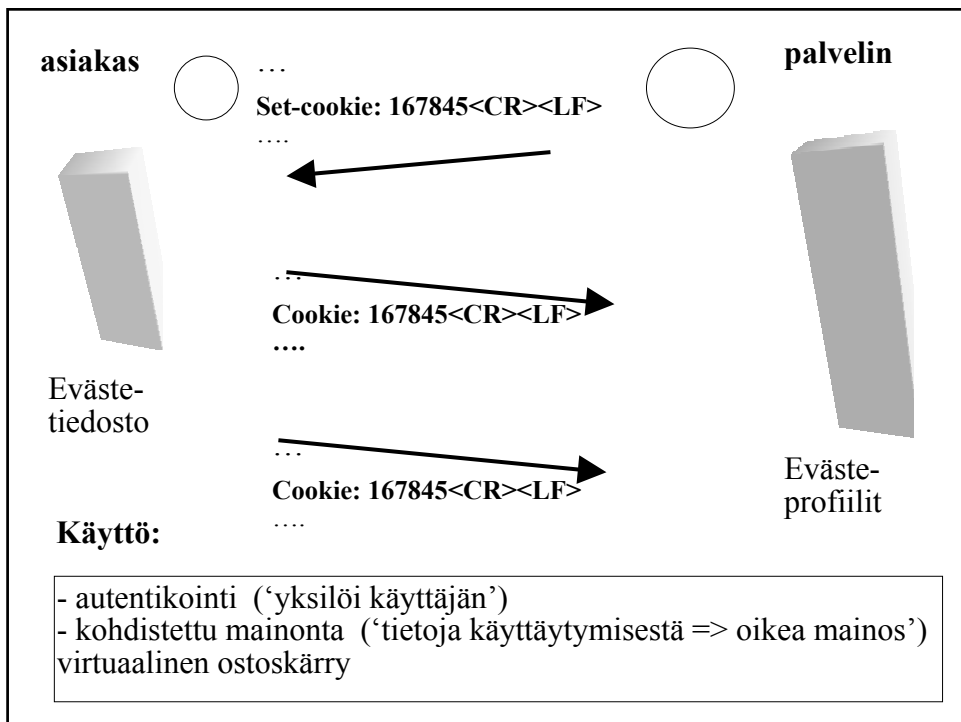 asiakas
palvelin
…
Set-cookie: 167845<CR><LF>
….
…
Cookie: 167845<CR><LF>
….
Eväste-
tiedosto
…
Cookie: 167845<CR><LF>
….
Eväste-
profiilit
Käyttö:
- autentikointi (‘yksilöi käyttäjän’)
- kohdistettu mainonta (‘tietoja käyttäytymisestä => oikea mainos’)
virtuaalinen ostoskärry